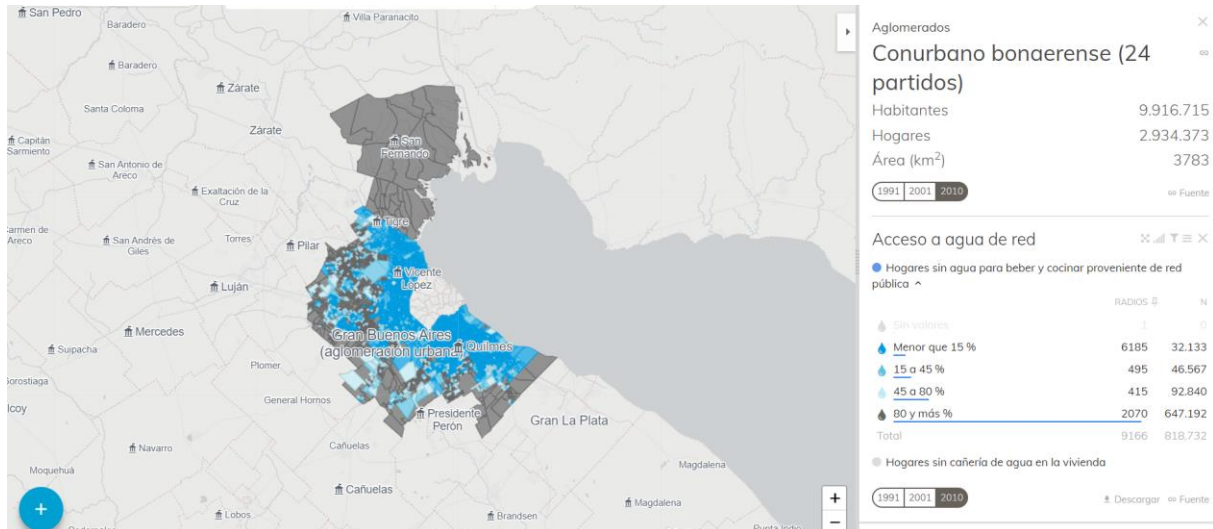 San Pedro
Baradero
Villa Paranacito
Baradero
Zárate
Santa Coloma
Zárate
Capitán
Sarmiento
San Antonio de
Areco
San
Fernando
Exaltación de la
Cruz
Carmen de
Areco
San Andrés de
Giles
Torres
Pilar
Tigre
Vicente
López
Luján
Mercedes
Gran Buenos Aires
(aglomeración urbana)
Quilmes
Suipacha
Plomer
General Hornos
Presidente
Perón
Gran La Plata
Navarro
Cañuelas
Magdalena
Moquehuá
Cañuelas
Magdalena
Lobos
Brandsen
+
+
−
Aglomerados
Conurbano bonaerense (24
partidos)
Habitantes 9.916.715
Hogares 2.934.373
Área (km²) 3783
1991 2001 2010 Fuente
Acceso a agua de red
Hogares sin agua para beber y cocinar proveniente de red
pública
RADIOS N
Sin valores 1 0
Menor que 15 % 6185 32.133
15 a 45 % 495 46.567
45 a 80 % 415 92.840
80 y más % 2070 647.192
Total 9166 818.732
Hogares sin cañería de agua en la vivienda
1991 2001 2010 Descargar Fuente